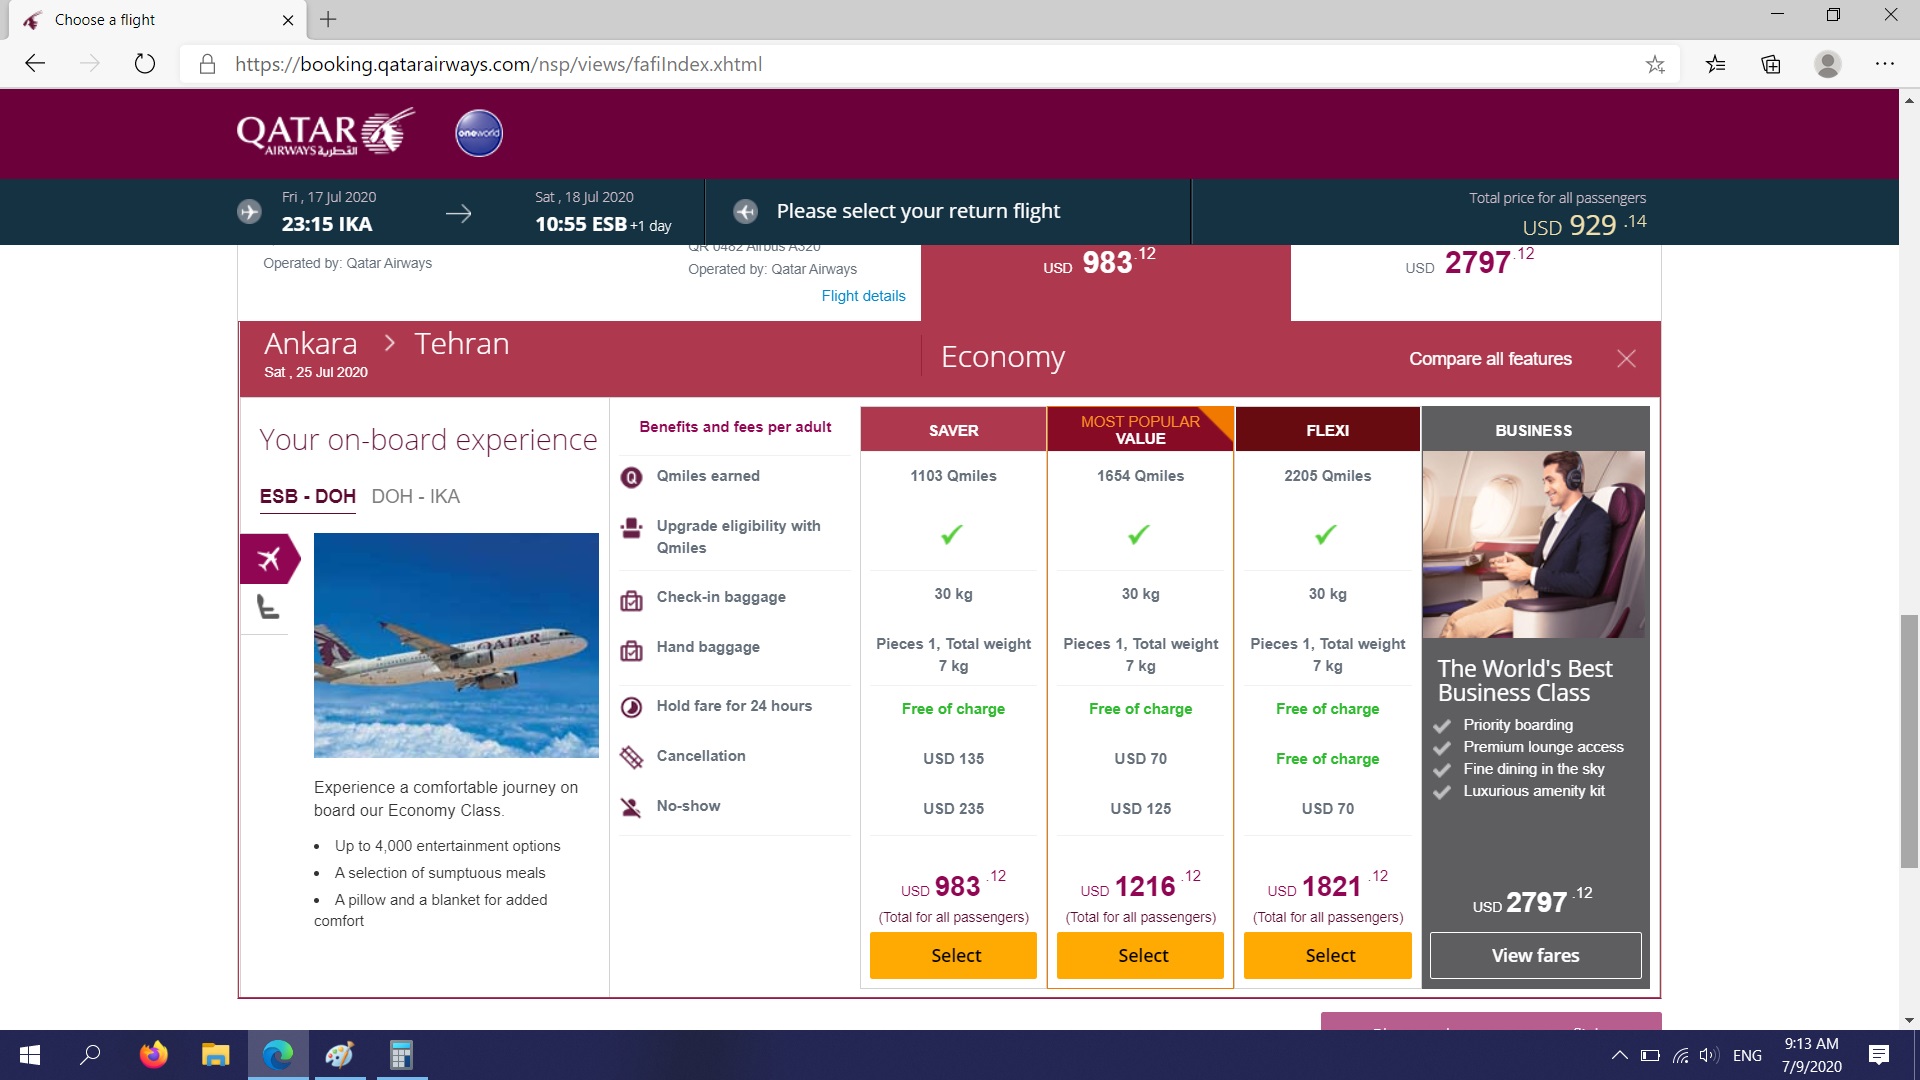 Choose a flight
https://booking.qatarairways.com/nsp/views/fafiIndex.xhtml
QATAR
AIRWAYS القطرية
oneworld
Fri , 17 Jul 2020
23:15 IKA
Sat , 18 Jul 2020
10:55 ESB +1 day
Please select your return flight
Total price for all passengers
USD 929 .14
QR 0482 Airbus A320
Operated by: Qatar Airways
Operated by: Qatar Airways
Flight details
USD 983 .12
USD 2797 .12
Ankara > Tehran
Sat , 25 Jul 2020
Economy
Compare all features
Your on-board experience
ESB - DOH DOH - IKA
QATAR
Experience a comfortable journey on
board our Economy Class.
• Up to 4,000 entertainment options
• A selection of sumptuous meals
• A pillow and a blanket for added
comfort
Benefits and fees per adult
SAVER
MOST POPULAR
VALUE
FLEXI
BUSINESS
Qmiles earned
1103 Qmiles
1654 Qmiles
2205 Qmiles
Upgrade eligibility with
Qmiles
Check-in baggage
30 kg
30 kg
30 kg
Hand baggage
Pieces 1, Total weight
7 kg
Pieces 1, Total weight
7 kg
Pieces 1, Total weight
7 kg
Hold fare for 24 hours
Free of charge
Free of charge
Free of charge
Cancellation
USD 135
USD 70
Free of charge
No-show
USD 235
USD 125
USD 70
USD 983 .12
(Total for all passengers)
Select
USD 1216 .12
(Total for all passengers)
Select
USD 1821 .12
(Total for all passengers)
Select
The World's Best
Business Class
Priority boarding
Premium lounge access
Fine dining in the sky
Luxurious amenity kit
USD 2797 .12
View fares
ENG
9:13 AM
7/9/2020